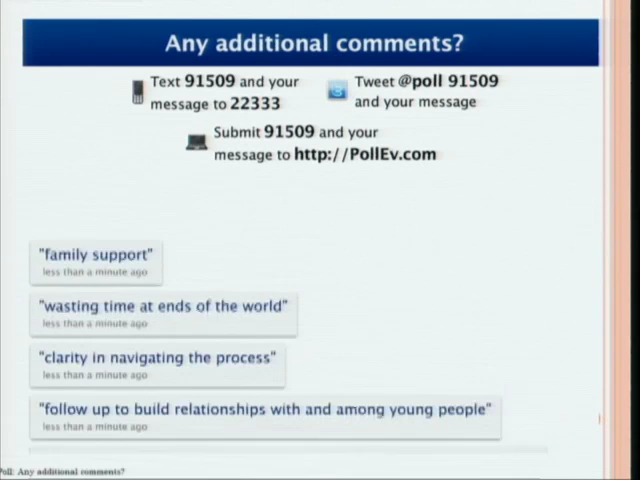 Any additional comments?
Text 91509 and your
message to 22333
Tweet @poll 91509
and your message
Submit 91509 and your
message to http://PollEv.com
"family support"
less than a minute ago
"wasting time at ends of the world"
less than a minute ago
"clarity in navigating the process"
less than a minute ago
"follow up to build relationships with and among young people"
less than a minute ago
Poll: Any additional comments?